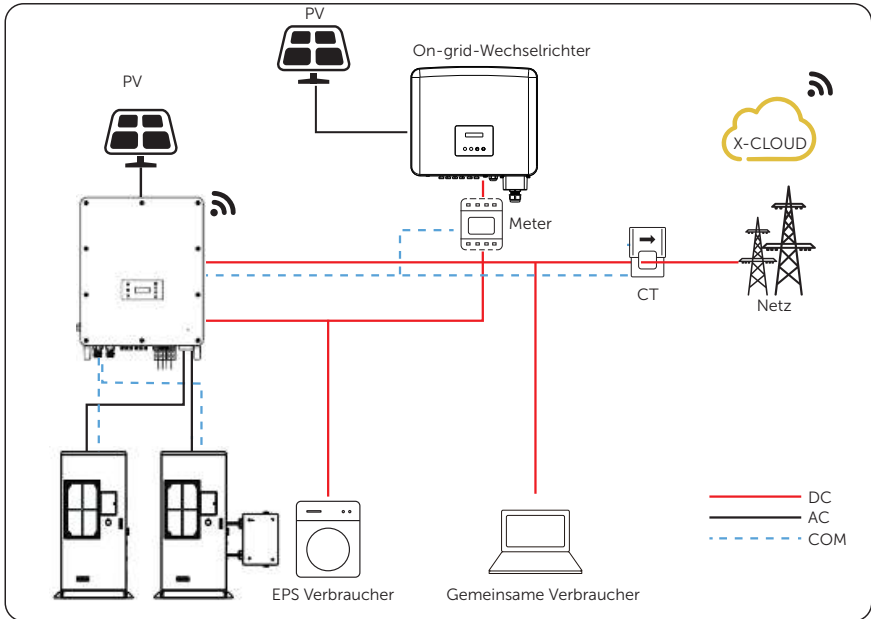 PV
PV
On-grid-Wechselrichter
X-CLOUD
Meter
CT
Netz
EPS Verbraucher
Gemeinsame Verbraucher
DC
AC
COM